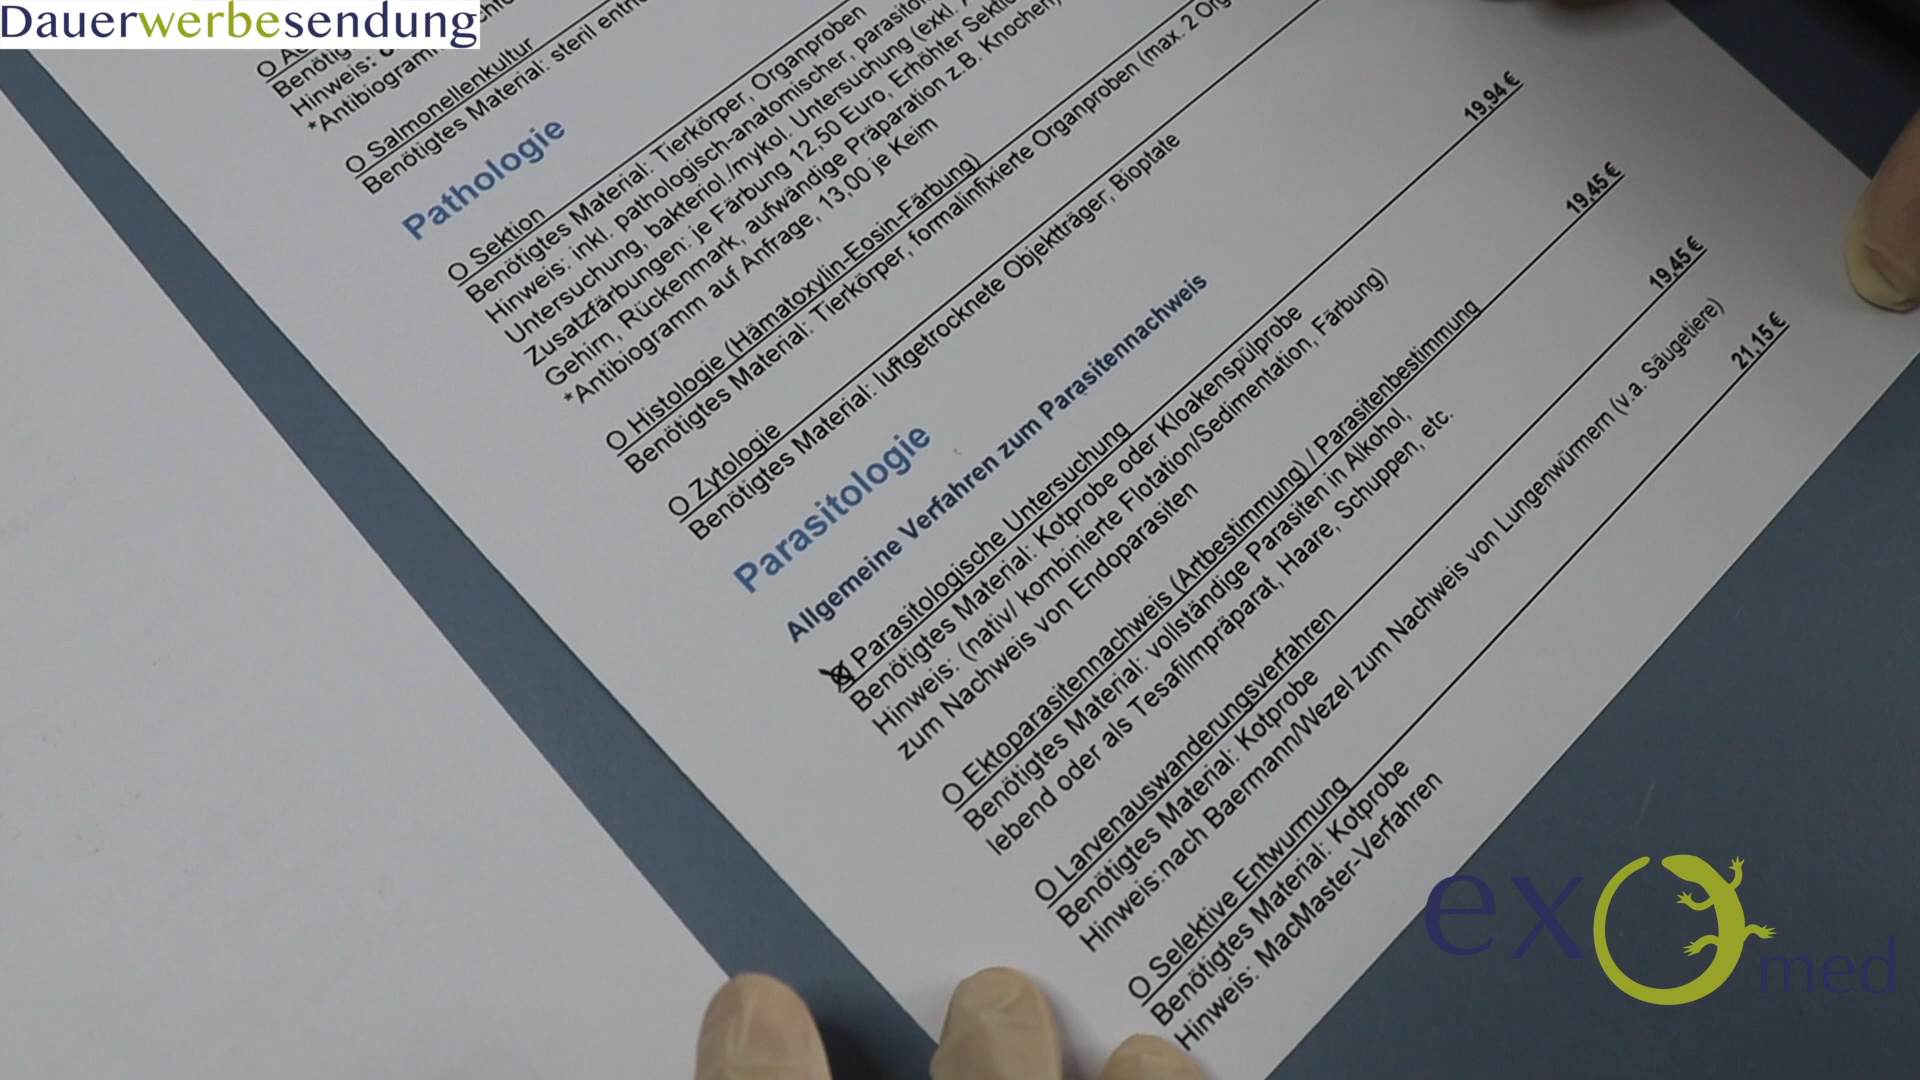 Dauerwerbesendung
Benötig
Hinweis:
*Antibiogramm
O Salmonellenkultur
Benötigtes Material: steril
Pathologie
O Sektion
Benötigtes Material: Tierkörper, Organproben
Hinweis: inkl. pathologisch-anatomischer,
Untersuchung, bakteriol./mykol. Untersuchung (exkl.
Zusatzfärbungen: je Färbung 12,50 Euro, Erhöhter
Gehirn, Rückenmark, aufwändige Präparation z.B. Knochen)
*Antibiogramm auf Anfrage, 13,00 je Keim
O Histologie (Hämatoxylin-Eosin-Färbung)
Benötigtes Material: Tierkörper, formalinfixierte Organproben (max. 2
O Zytologie
Benötigtes Material: luftgetrocknete Objektträger, Bioplate
Parasitologie
Allgemeine Verfahren zum Parasitennachweis
O Parasitologische Untersuchung 19,94 €
Benötigtes Material: Kotprobe oder Kloakenspülprobe
Hinweis: (nativ/ kombinierte Flotation/Sedimentation, Färbung)
zum Nachweis von Endoparasiten
O Ektoparasitennachweis (Artbestimmung) / Parasitenbestimmung 19,45 €
Benötigtes Material: vollständige Parasiten in Alkohol,
lebend oder als Tesafilmpräparat, Haare, Schuppen, etc.
O Larvenauswanderungsverfahren 19,45 €
Benötigtes Material: Kotprobe
Hinweis:nach Baermann/Wezel zum Nachweis von Lungenwürmern (v.a. Säugetiere)
O Selektive Entwurmung 21,15 €
Benötigtes Material: Kotprobe
Hinweis: MacMaster-Verfahren
exO
med